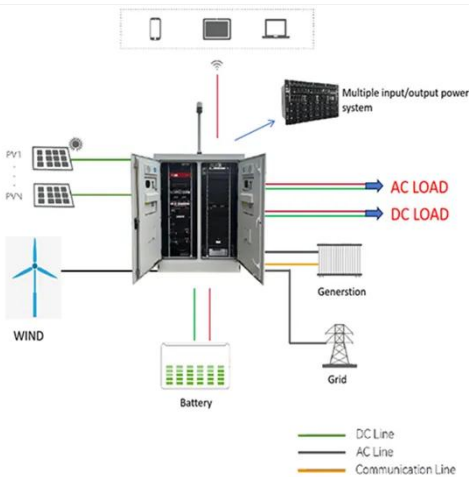 Multiple input/output power
system
PV1
PVN
AC LOAD
DC LOAD
Generstion
WIND
Grid
Battery
DC Line
AC Line
Communication Line